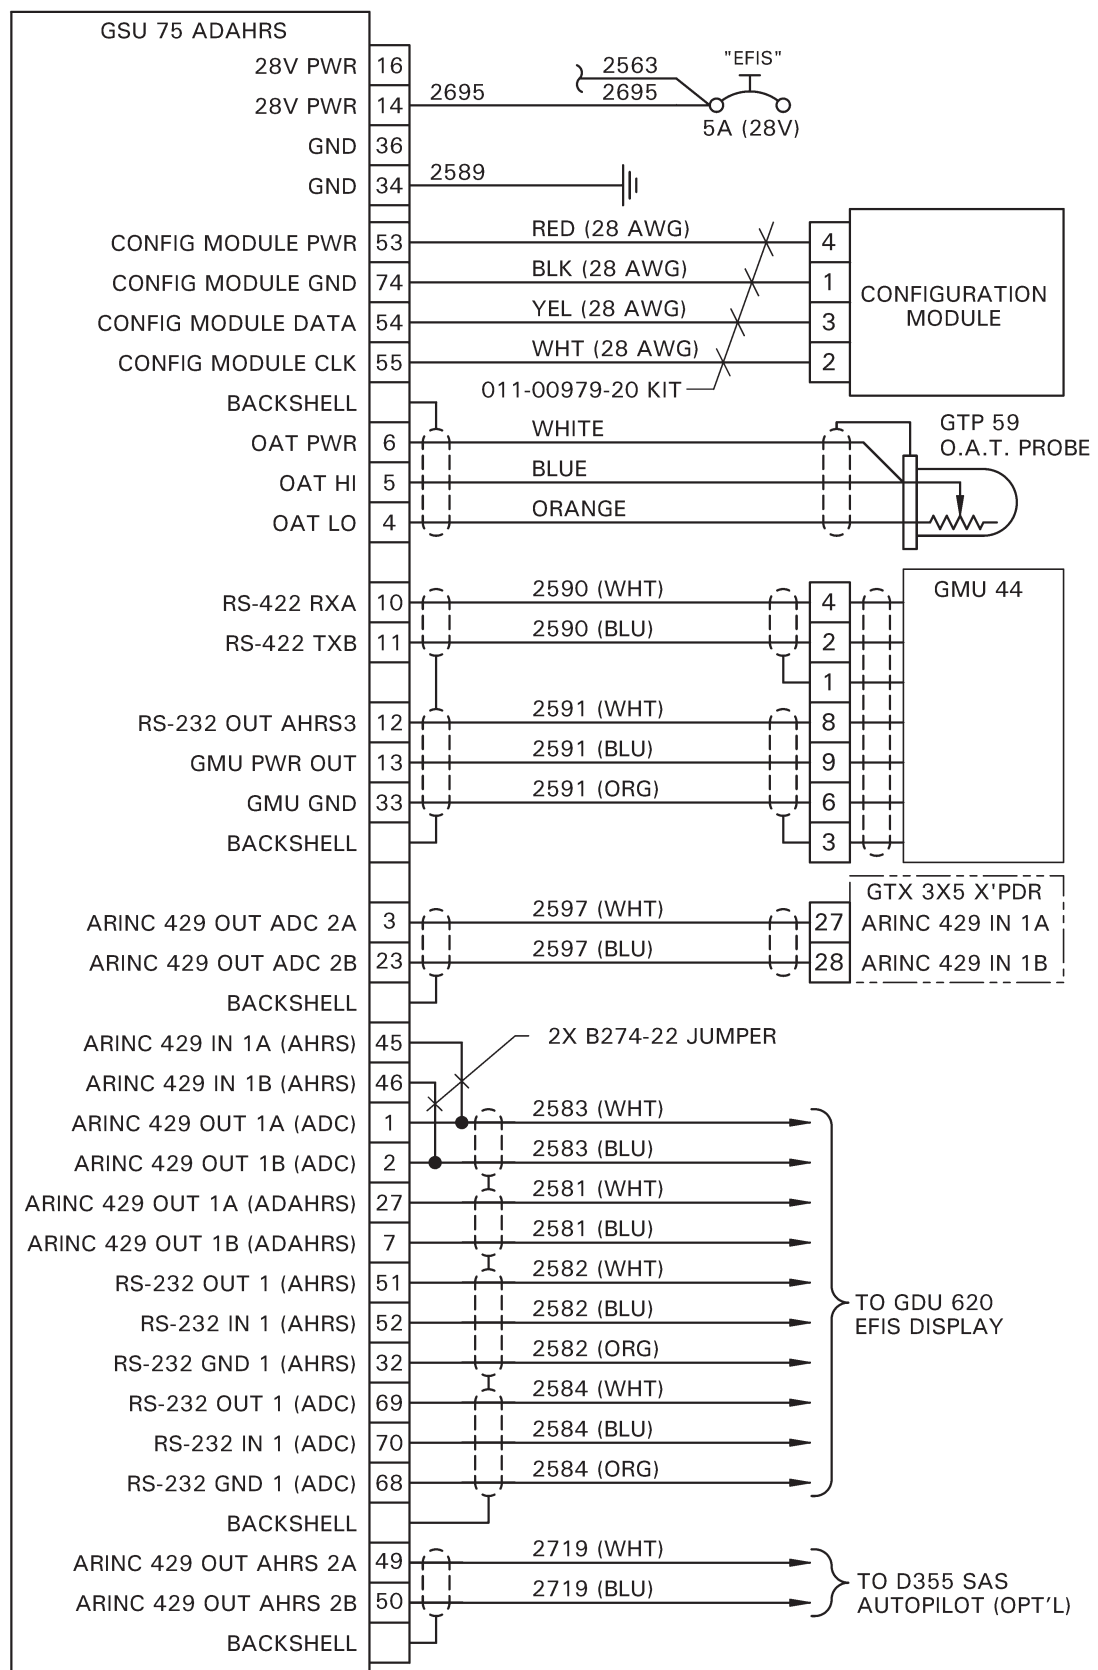 GSU 75 ADAHRS
28V PWR 16
"EFIS"
2563
28V PWR 14 2695 2695
5A (28V)
GND 36
GND 34 2589
CONFIG MODULE PWR 53 RED (28 AWG) 4
CONFIG MODULE GND 74 BLK (28 AWG) 1
CONFIG MODULE DATA 54 YEL (28 AWG) 3
CONFIG MODULE CLK 55 WHT (28 AWG) 2
CONFIGURATION
MODULE
011-00979-20 KIT
BACKSHELL
OAT PWR 6 WHITE
OAT HI 5 BLUE
OAT LO 4 ORANGE
GTP 59
O.A.T. PROBE
GMU 44
RS-422 RXA 10 2590 (WHT) 4
RS-422 TXB 11 2590 (BLU) 2
1
RS-232 OUT AHRS3 12 2591 (WHT) 8
GMU PWR OUT 13 2591 (BLU) 9
GMU GND 33 2591 (ORG) 6
BACKSHELL 3
GTX 3X5 X'PDR
ARINC 429 OUT ADC 2A 3 2597 (WHT) 27 ARINC 429 IN 1A
ARINC 429 OUT ADC 2B 23 2597 (BLU) 28 ARINC 429 IN 1B
BACKSHELL
ARINC 429 IN 1A (AHRS) 45 2X B274-22 JUMPER
ARINC 429 IN 1B (AHRS) 46
ARINC 429 OUT 1A (ADC) 1 2583 (WHT)
ARINC 429 OUT 1B (ADC) 2 2583 (BLU)
ARINC 429 OUT 1A (ADAHRS) 27 2581 (WHT)
ARINC 429 OUT 1B (ADAHRS) 7 2581 (BLU)
RS-232 OUT 1 (AHRS) 51 2582 (WHT)
RS-232 IN 1 (AHRS) 52 2582 (BLU)
RS-232 GND 1 (AHRS) 32 2582 (ORG)
RS-232 OUT 1 (ADC) 69 2584 (WHT)
RS-232 IN 1 (ADC) 70 2584 (BLU)
RS-232 GND 1 (ADC) 68 2584 (ORG)
TO GDU 620
EFIS DISPLAY
BACKSHELL
ARINC 429 OUT AHRS 2A 49 2719 (WHT)
ARINC 429 OUT AHRS 2B 50 2719 (BLU)
TO D355 SAS
AUTOPILOT (OPT'L)
BACKSHELL